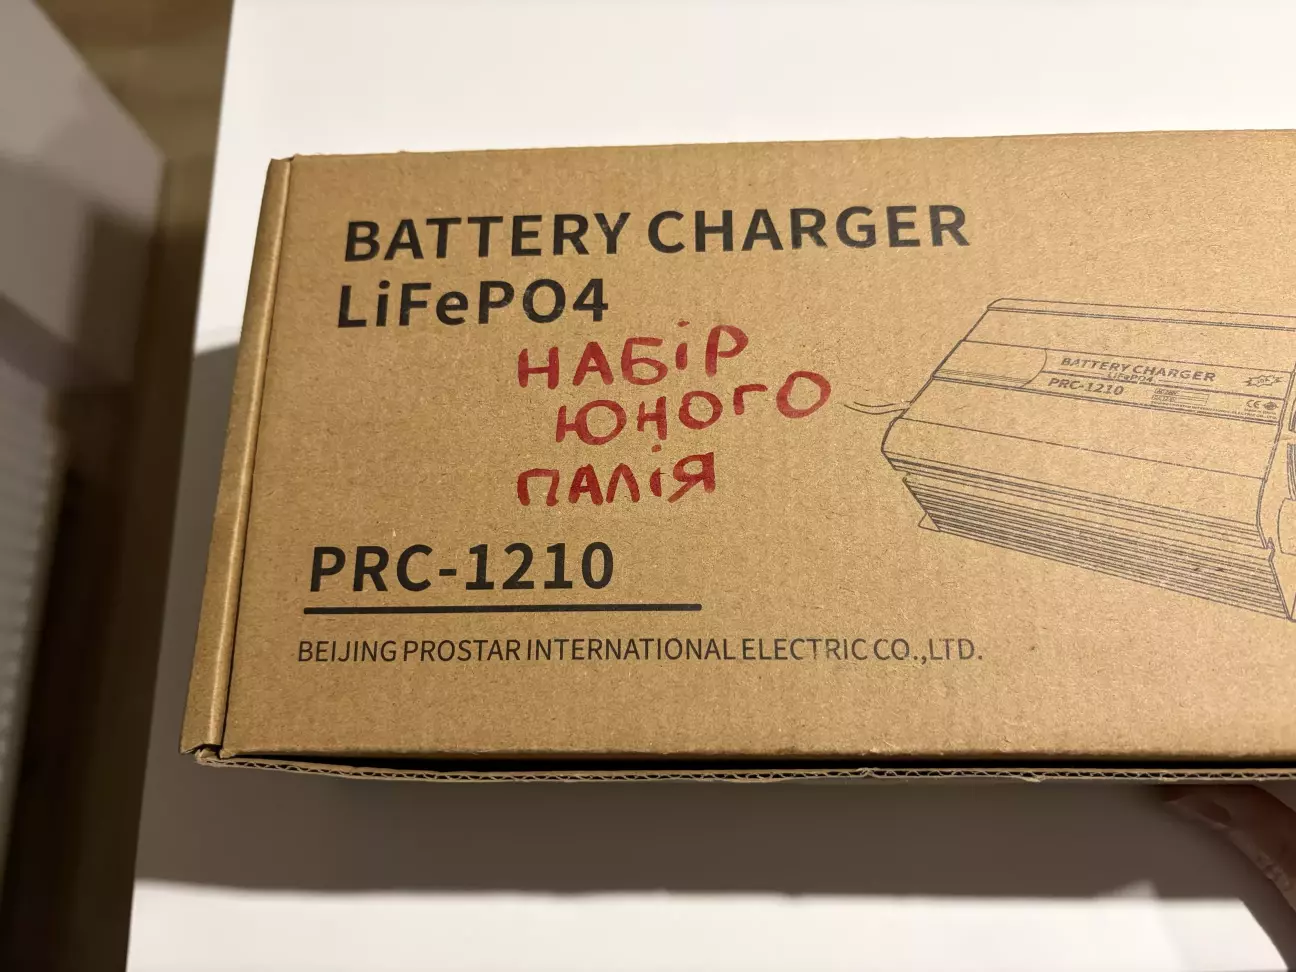 BATTERY CHARGER
LiFePO4
НАБІР
ЮНОГО
ПАЛІЯ
PRC-1210
BEIJING PROSTAR INTERNATIONAL ELECTRIC CO.,LTD.
BATTERY CHARGER
LiFePO4
PRC-1210
CE